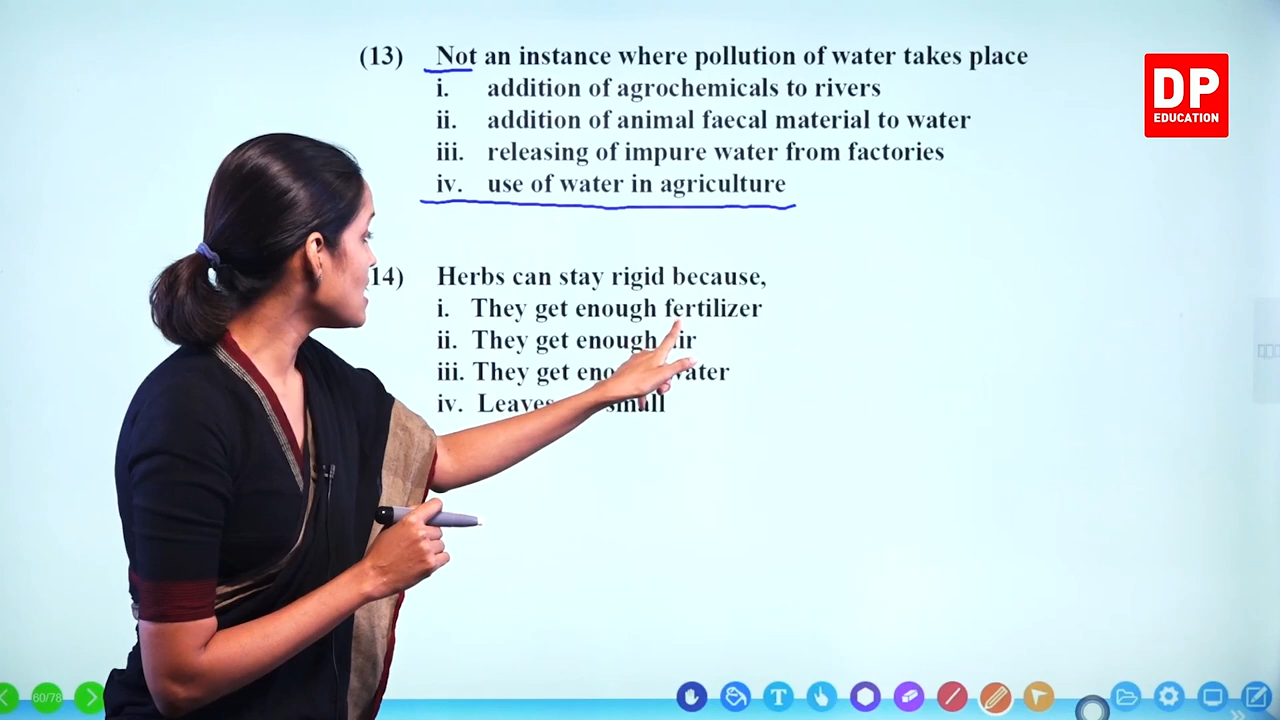 (13) Not an instance where pollution of water takes place
i. addition of agrochemicals to rivers
ii. addition of animal faecal material to water
iii. releasing of impure water from factories
iv. use of water in agriculture
14) Herbs can stay rigid because,
i. They get enough fertilizer
ii. They get enough
iii. They get
iv. Leaves small
DP
EDUCATION
60/78